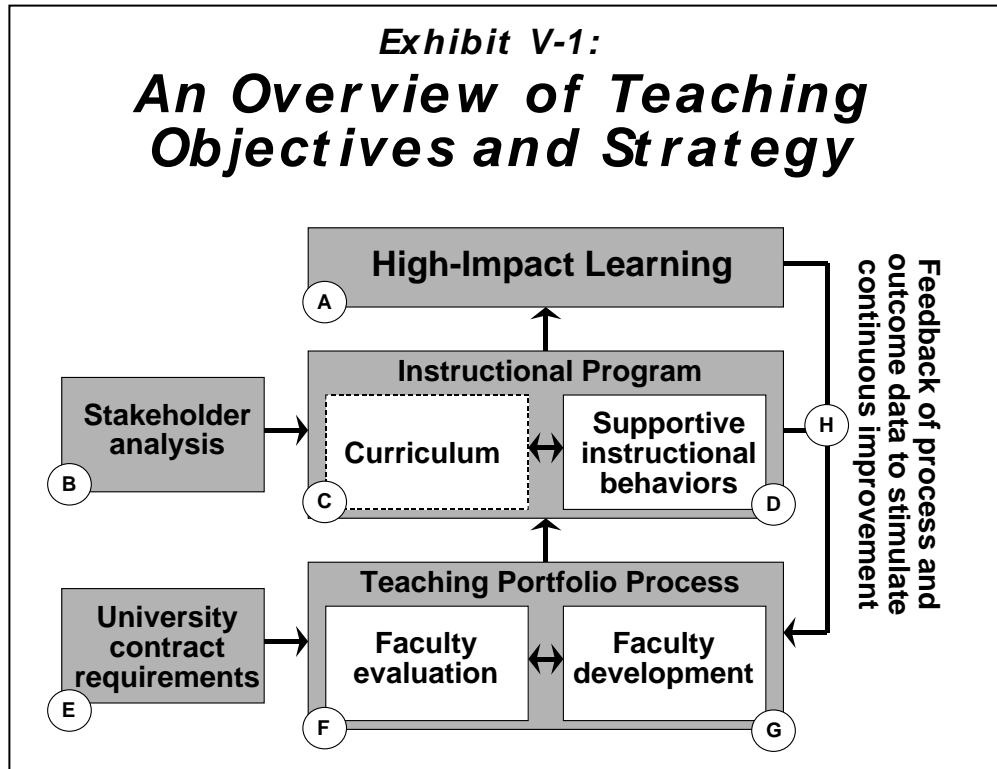 Exhibit V-1:
An Overview of Teaching
Objectives and Strategy
High-Impact Learning
A
Instructional Program
Stakeholder
analysis
B
Curriculum
C
Supportive
instructional
behaviors
D
H
Feedback of process and
outcome data to stimulate
continuous improvement
Teaching Portfolio Process
University
contract
requirements
E
Faculty
evaluation
F
Faculty
development
G